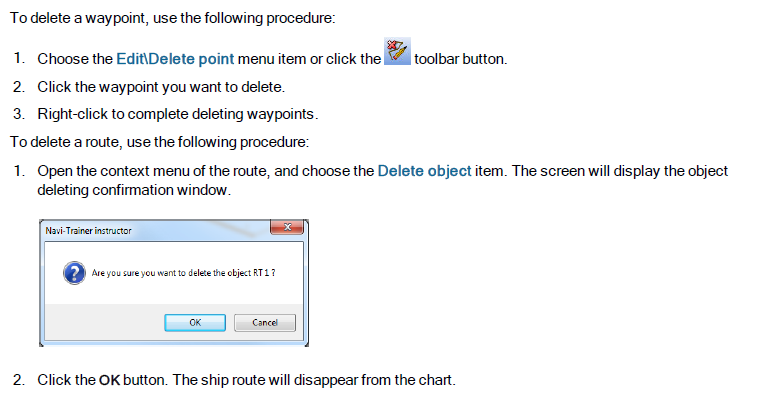 To delete a waypoint, use the following procedure:
1. Choose the Edit\Delete point menu item or click the toolbar button.
2. Click the waypoint you want to delete.
3. Right-click to complete deleting waypoints.
To delete a route, use the following procedure:
1. Open the context menu of the route, and choose the Delete object item. The screen will display the object
deleting confirmation window.
Navi-Trainer instructor
Are you sure you want to delete the object RT 1 ?
OK Cancel
2. Click the OK button. The ship route will disappear from the chart.